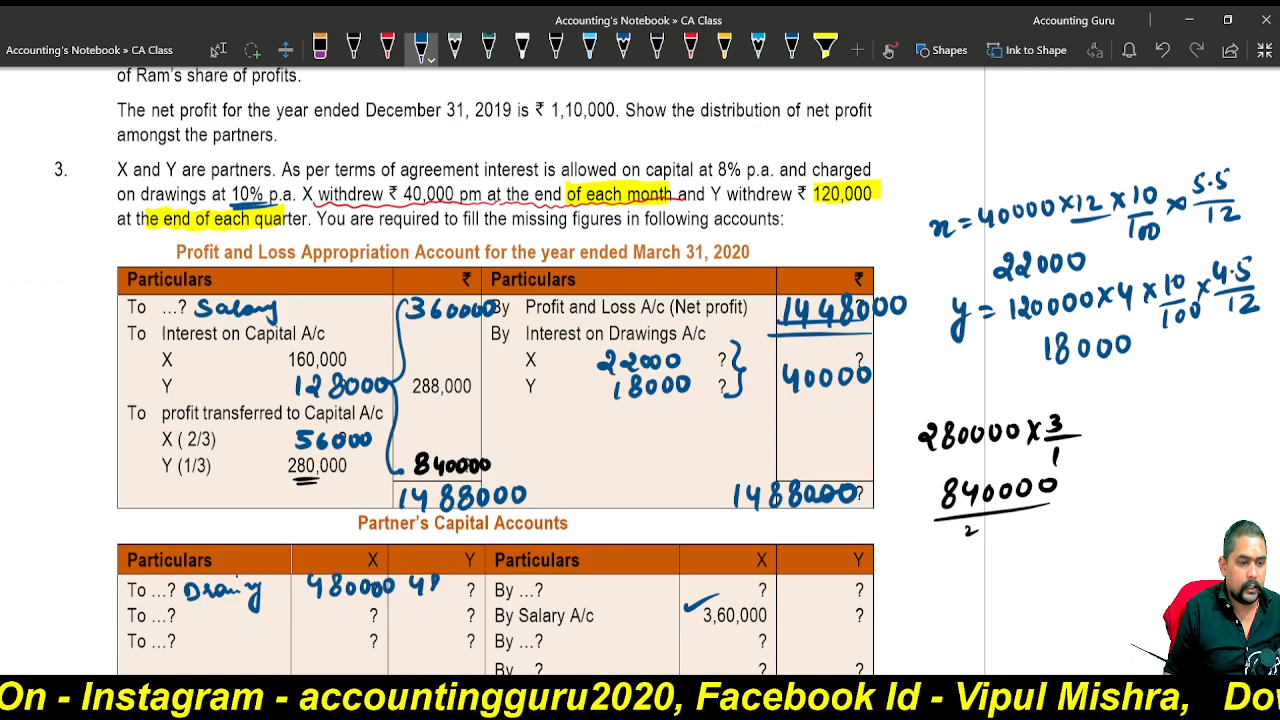 Accounting's Notebook » CA Class
Accounting Guru
Accounting's Notebook » CA Class
Shapes
Ink to Shape
of Ram's share of profits.
The net profit for the year ended December 31, 2019 is ₹ 1,10,000. Show the distribution of net profit
amongst the partners.
3. X and Y are partners. As per terms of agreement interest is allowed on capital at 8% p.a. and charged
on drawings at 10% p.a. X withdrew ₹ 40,000 pm at the end of each month and Y withdrew ₹ 120,000
at the end of each quarter. You are required to fill the missing figures in following accounts:
Profit and Loss Appropriation Account for the year ended March 31, 2020
Particulars ₹ Particulars ₹
To ...? Salary 360000 By Profit and Loss A/c (Net profit) 1448000
To Interest on Capital A/c By Interest on Drawings A/c
X 160,000 X 22000 ? ?
Y 128000 288,000 Y 18000 ? 40000
To profit transferred to Capital A/c
X ( 2/3) 56000
Y (1/3) 280,000 840000
1488000 1488000 ?
x = 40000 × 12 × 10/100 × 5.5/12
22000
y = 120000 × 4 × 10/100 × 4.5/12
18000
280000 × 3/1
840000
2
Partner's Capital Accounts
Particulars X Y Particulars X Y
To ...? 480000 ? By ...? ? ?
To ...? ? ? By Salary A/c 3,60,000 ?
To ...? ? ? By ...? ?
By ...? ? ?
On - Instagram - accountingguru2020, Facebook Id - Vipul Mishra,